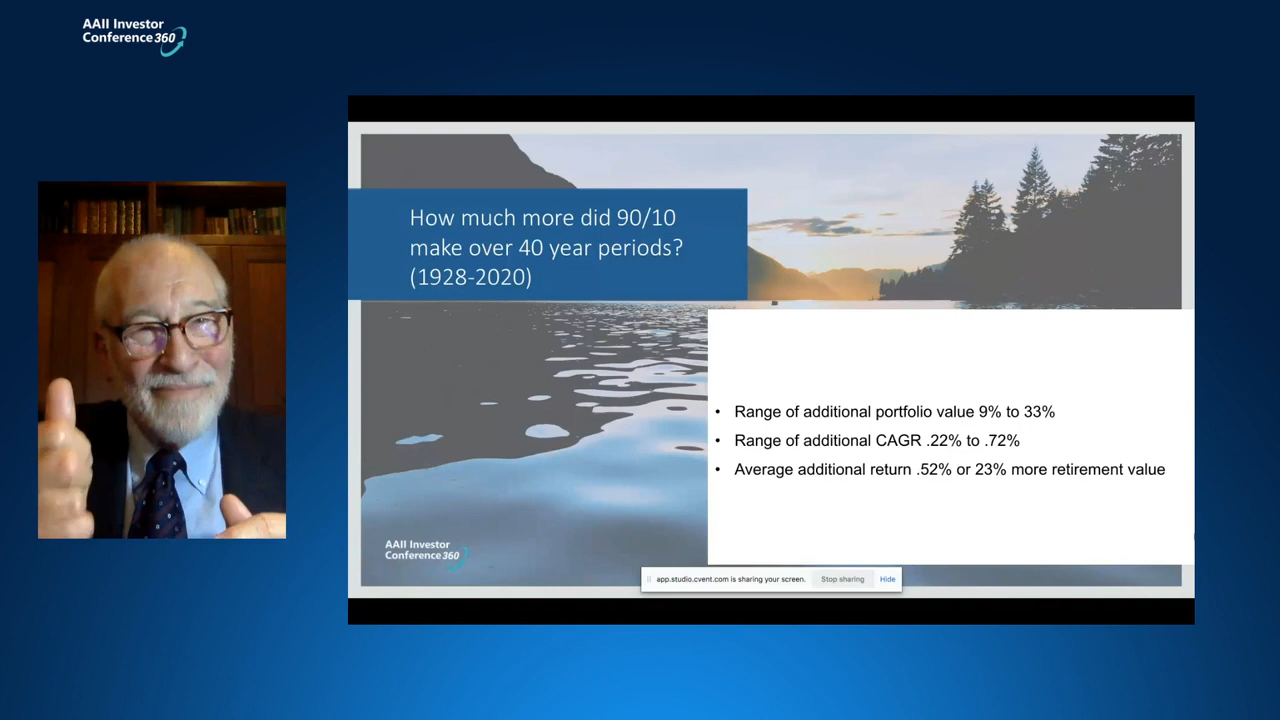 AAII Investor
Conference 360
How much more did 90/10
make over 40 year periods?
(1928-2020)
• Range of additional portfolio value 9% to 33%
• Range of additional CAGR .22% to .72%
• Average additional return .52% or 23% more retirement value
AAII Investor
Conference 360
app.studio.cvent.com is sharing your screen. Stop sharing Hide